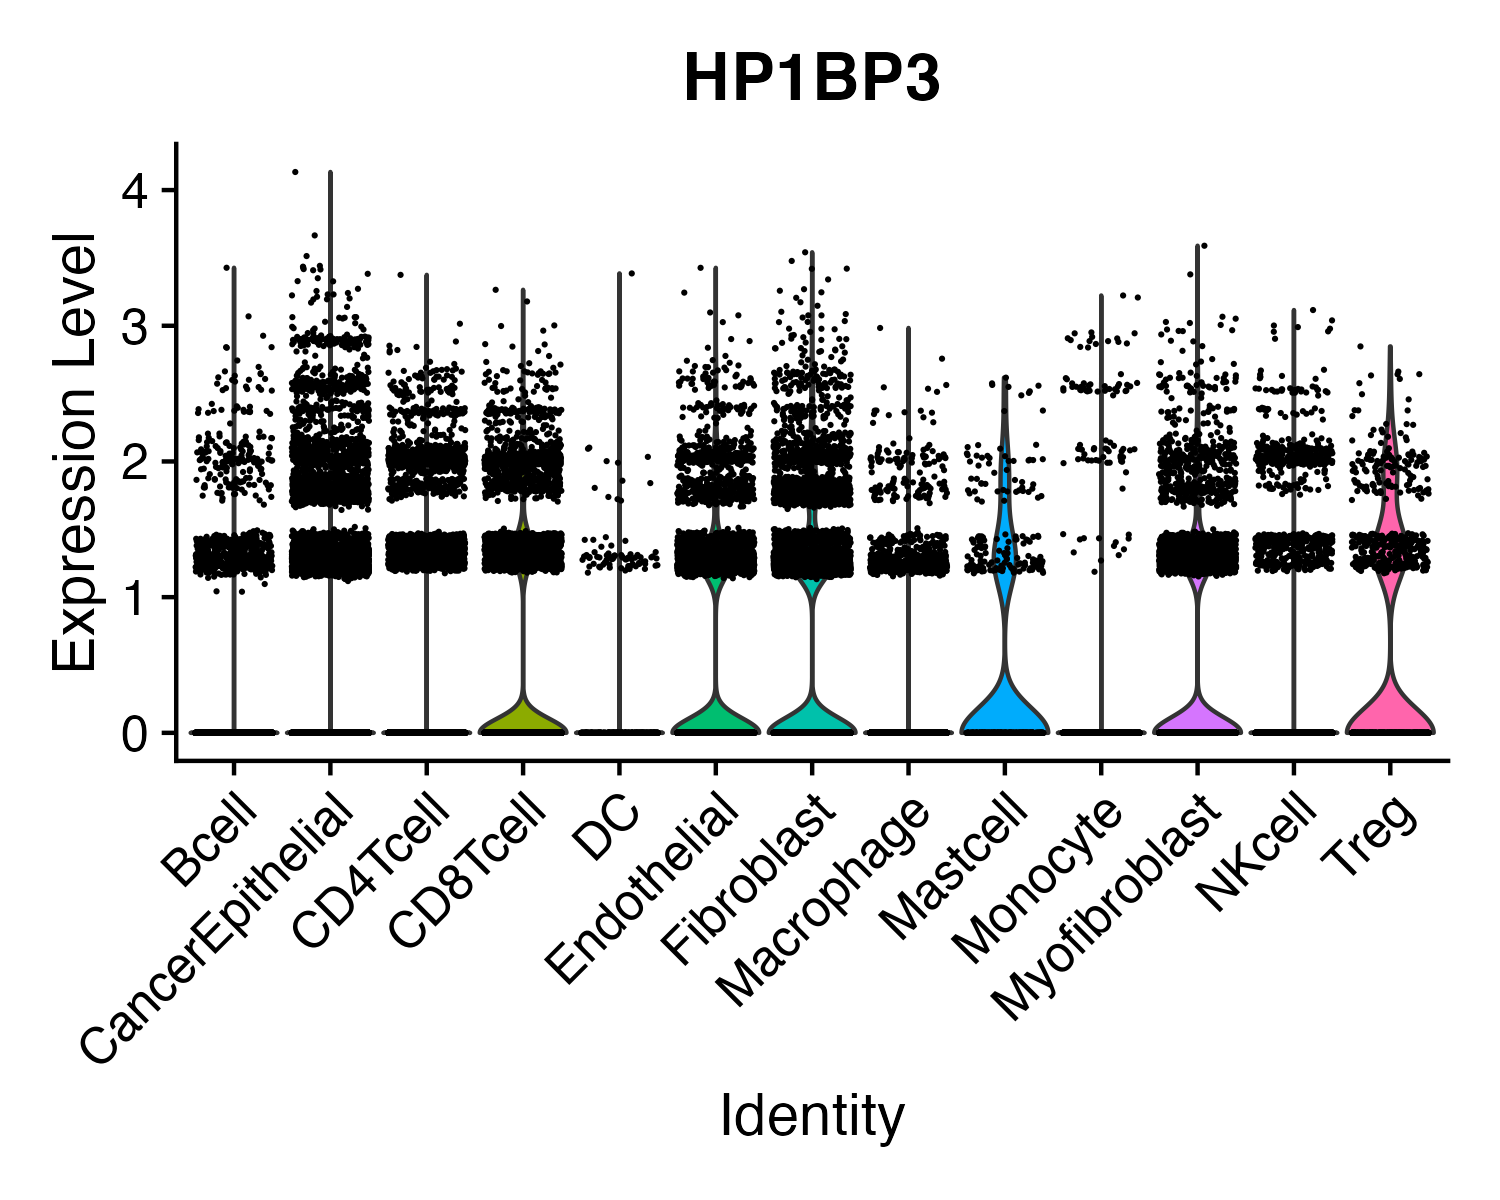 HP1BP3
Expression Level
4
3
2
1
0
Bcell
CancerEpithelial
CD4Tcell
CD8Tcell
DC
Endothelial
Fibroblast
Macrophage
Mastcell
Monocyte
Myofibroblast
NKcell
Treg
Identity